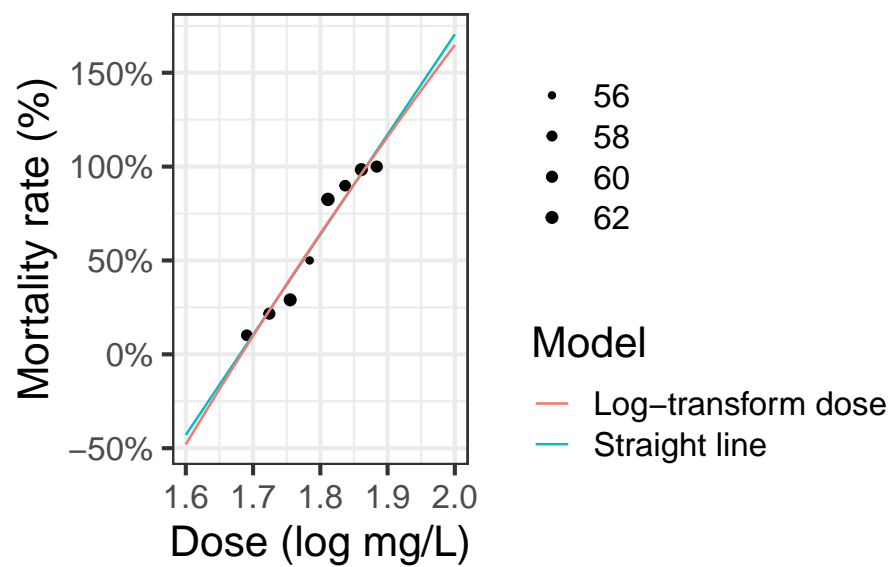 Mortality rate (%)
150%
100%
50%
0%
−50%
1.6 1.7 1.8 1.9 2.0
Dose (log mg/L)
56
58
60
62
Model
Log−transform dose
Straight line